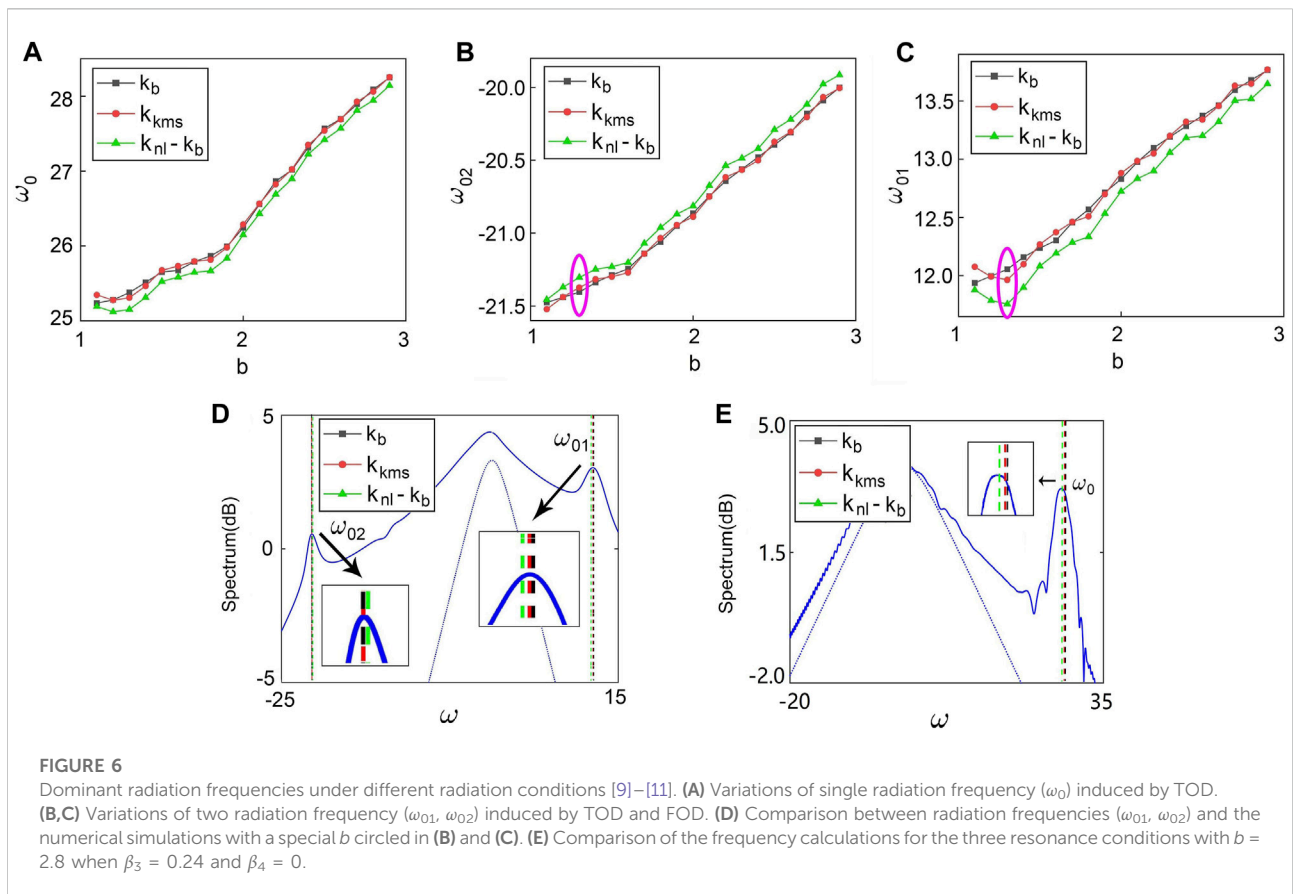 A
k_b
k_kms
k_nl - k_b
ω_0
28
27
26
25
1
2
3
b
B
k_b
k_kms
k_nl - k_b
ω_02
-20.0
-20.5
-21.0
-21.5
1
2
3
b
C
k_b
k_kms
k_nl - k_b
ω_01
13.5
13.0
12.5
12.0
1
2
3
b
D
k_b
k_kms
k_nl - k_b
ω_01
ω_02
Spectrum(dB)
5
0
-5
-25
15
ω
E
k_b
k_kms
k_nl - k_b
ω_0
Spectrum(dB)
5.0
1.5
-2.0
-20
35
ω
FIGURE 6
Dominant radiation frequencies under different radiation conditions [9]–[11]. (A) Variations of single radiation frequency (ω_0) induced by TOD.
(B,C) Variations of two radiation frequency (ω_01, ω_02) induced by TOD and FOD. (D) Comparison between radiation frequencies (ω_01, ω_02) and the
numerical simulations with a special b circled in (B) and (C). (E) Comparison of the frequency calculations for the three resonance conditions with b =
2.8 when β_3 = 0.24 and β_4 = 0.